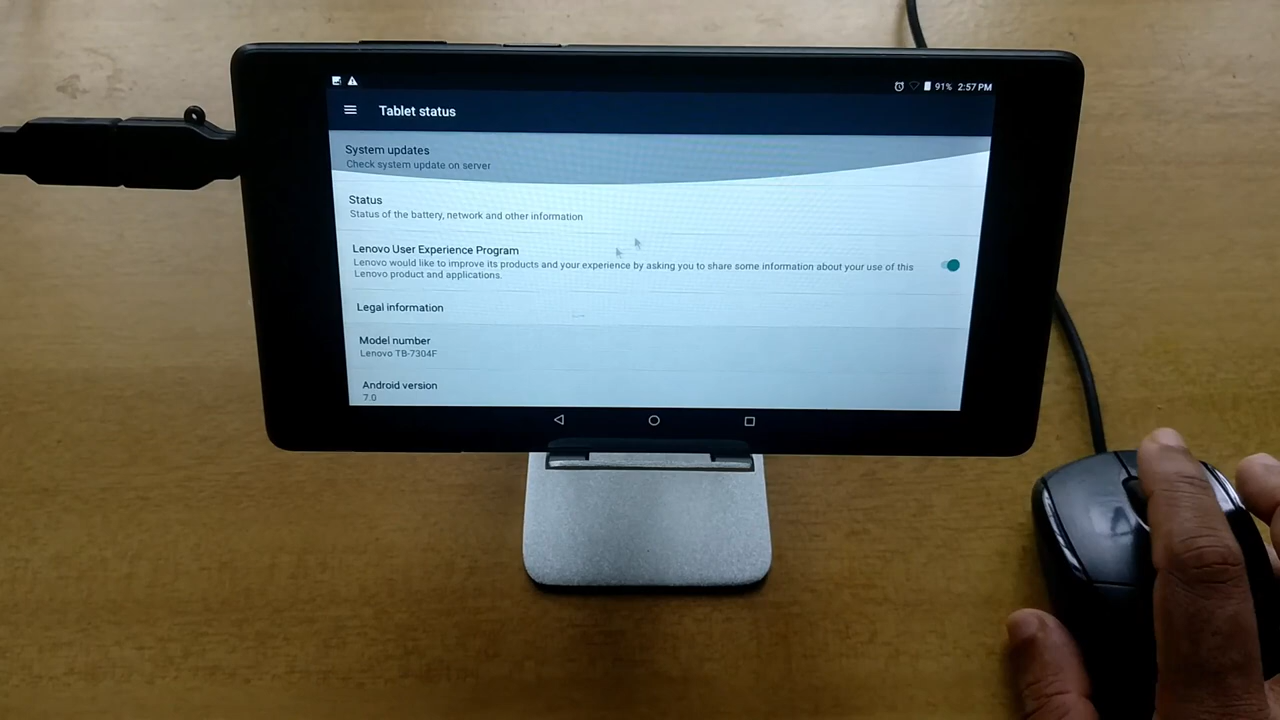 91% 2:57 PM
Tablet status
System updates
Check system update on server
Status
Status of the battery, network and other information
Lenovo User Experience Program
Lenovo would like to improve its products and your experience by asking you to share some information about your use of this
Lenovo product and applications.
Legal information
Model number
Lenovo TB-7304F
Android version
7.0